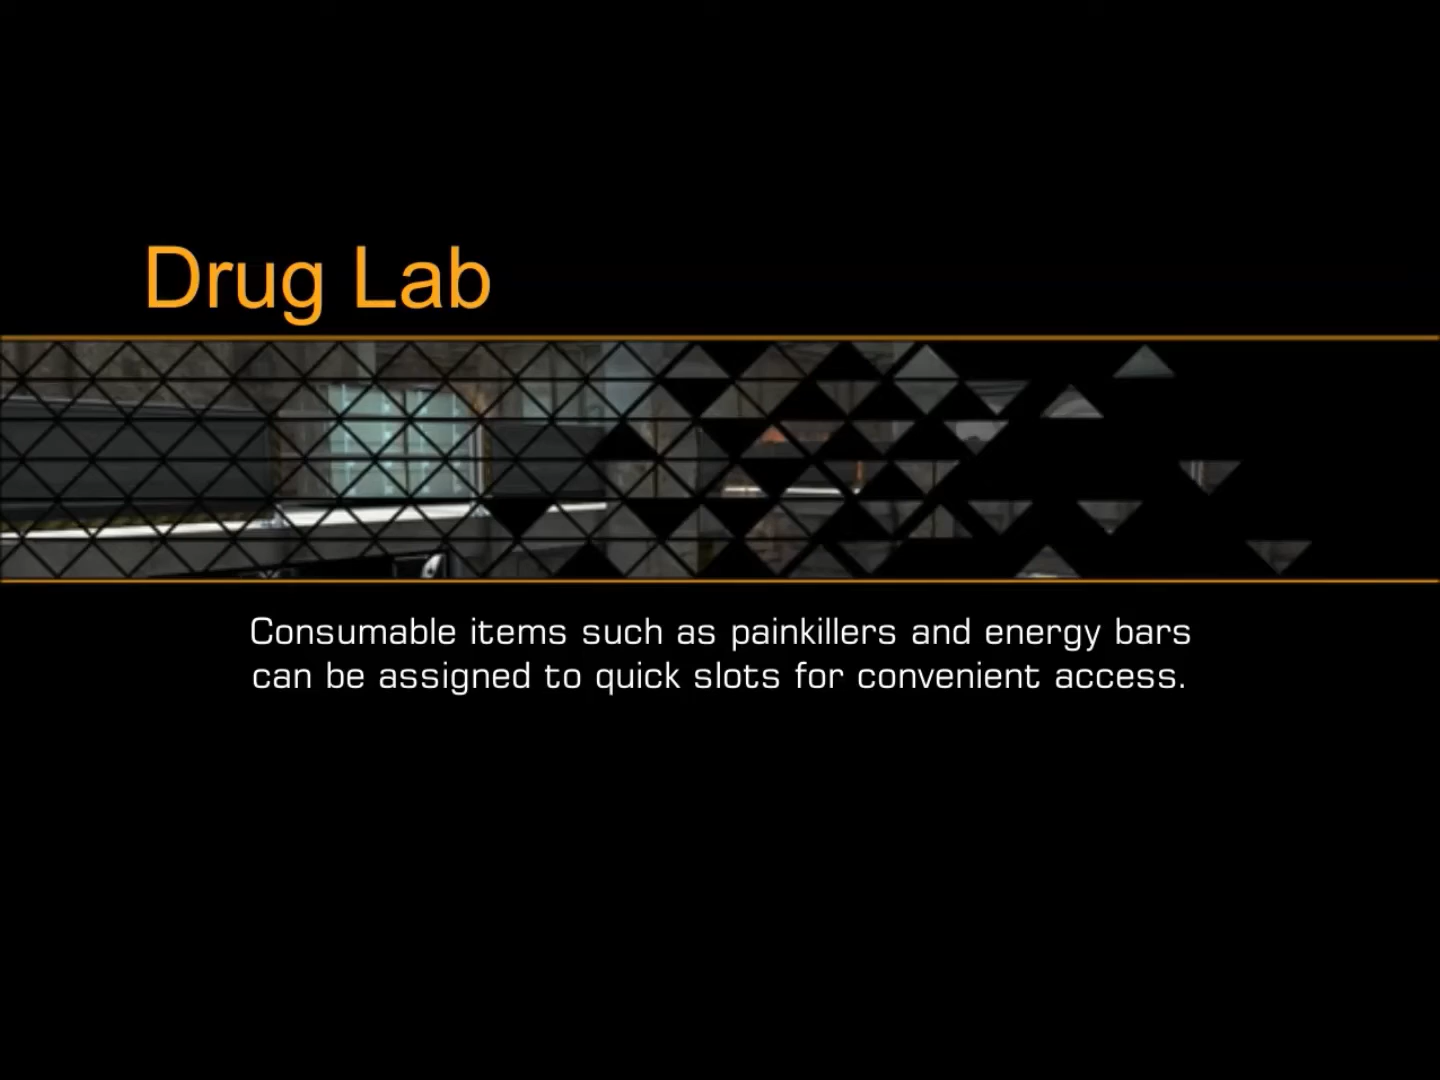 Drug Lab
Consumable items such as painkillers and energy bars
can be assigned to quick slots for convenient access.